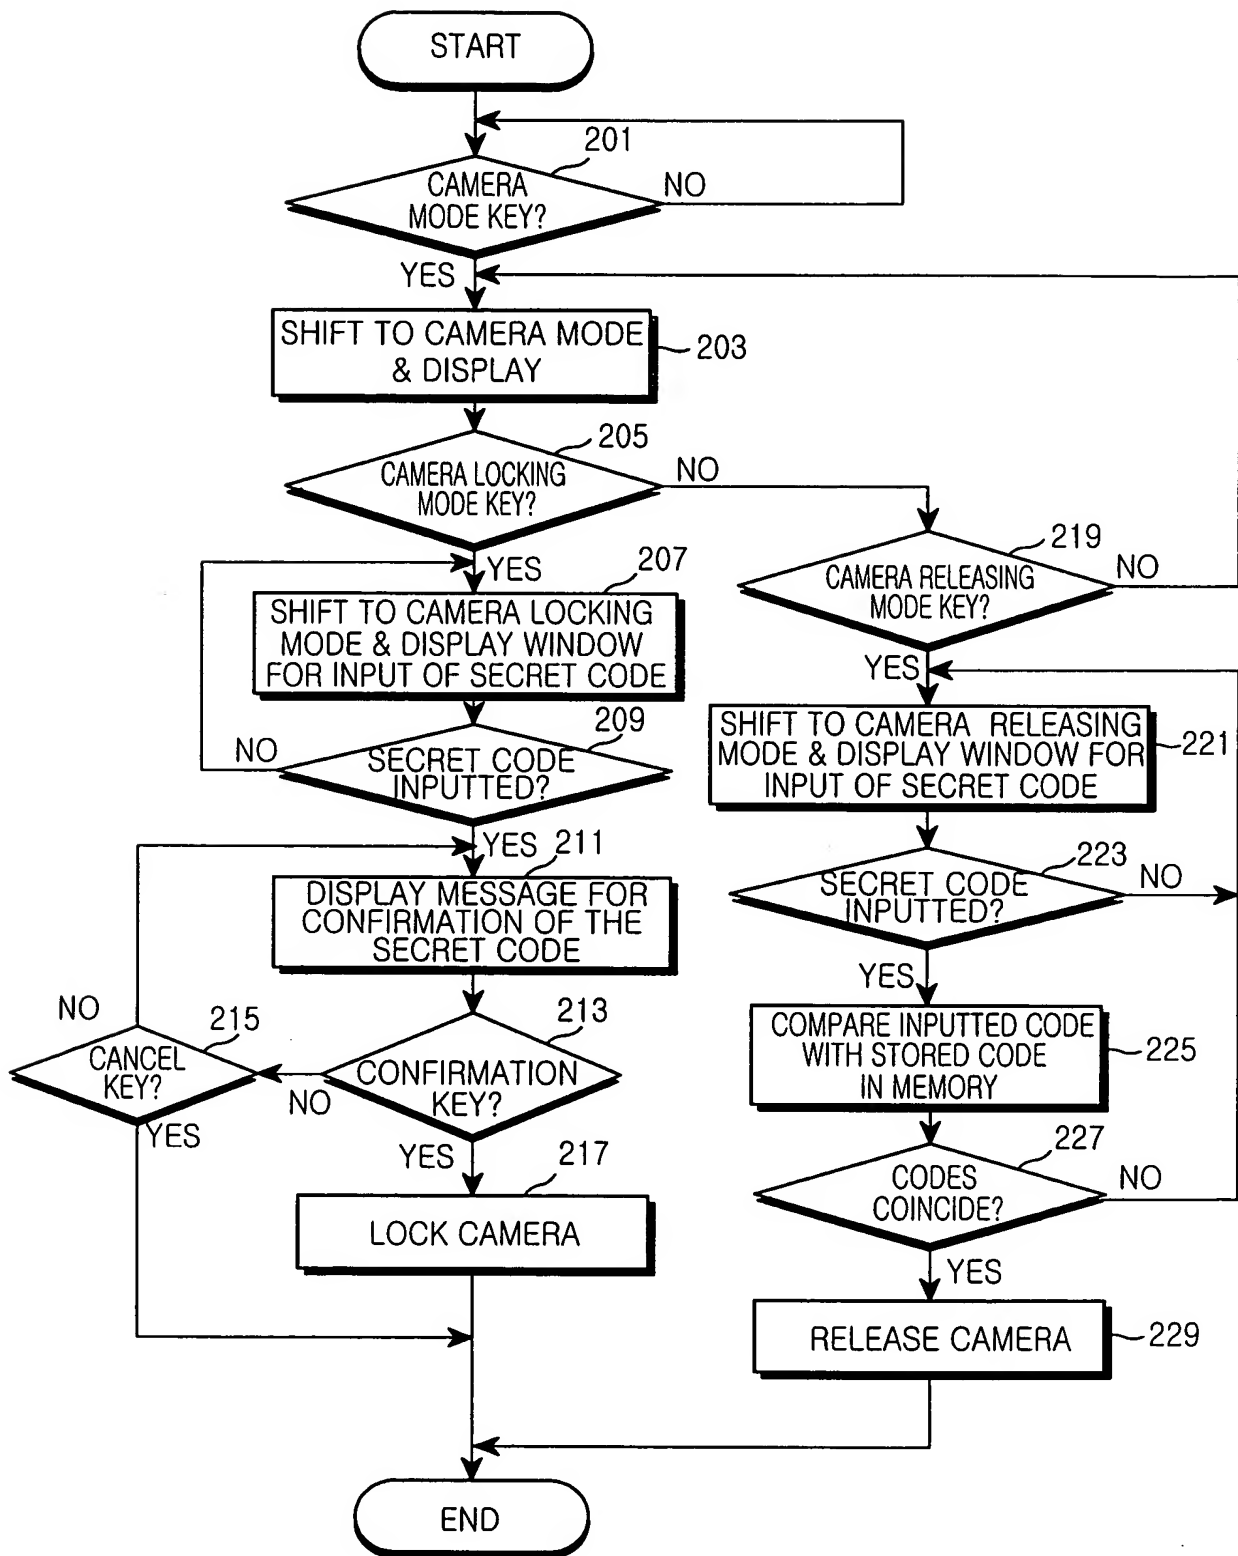 START
201
CAMERA
MODE KEY?
NO
YES
SHIFT TO CAMERA MODE
& DISPLAY
203
205
CAMERA LOCKING
MODE KEY?
NO
YES
207
SHIFT TO CAMERA LOCKING
MODE & DISPLAY WINDOW
FOR INPUT OF SECRET CODE
209
NO
SECRET CODE
INPUTTED?
YES
211
DISPLAY MESSAGE FOR
CONFIRMATION OF THE
SECRET CODE
213
CONFIRMATION
KEY?
NO
215
NO
CANCEL
KEY?
YES
YES
217
LOCK CAMERA
219
CAMERA RELEASING
MODE KEY?
NO
YES
SHIFT TO CAMERA RELEASING
MODE & DISPLAY WINDOW FOR
INPUT OF SECRET CODE
221
223
SECRET CODE
INPUTTED?
NO
YES
COMPARE INPUTTED CODE
WITH STORED CODE
IN MEMORY
225
227
CODES
COINCIDE?
NO
YES
RELEASE CAMERA
229
END